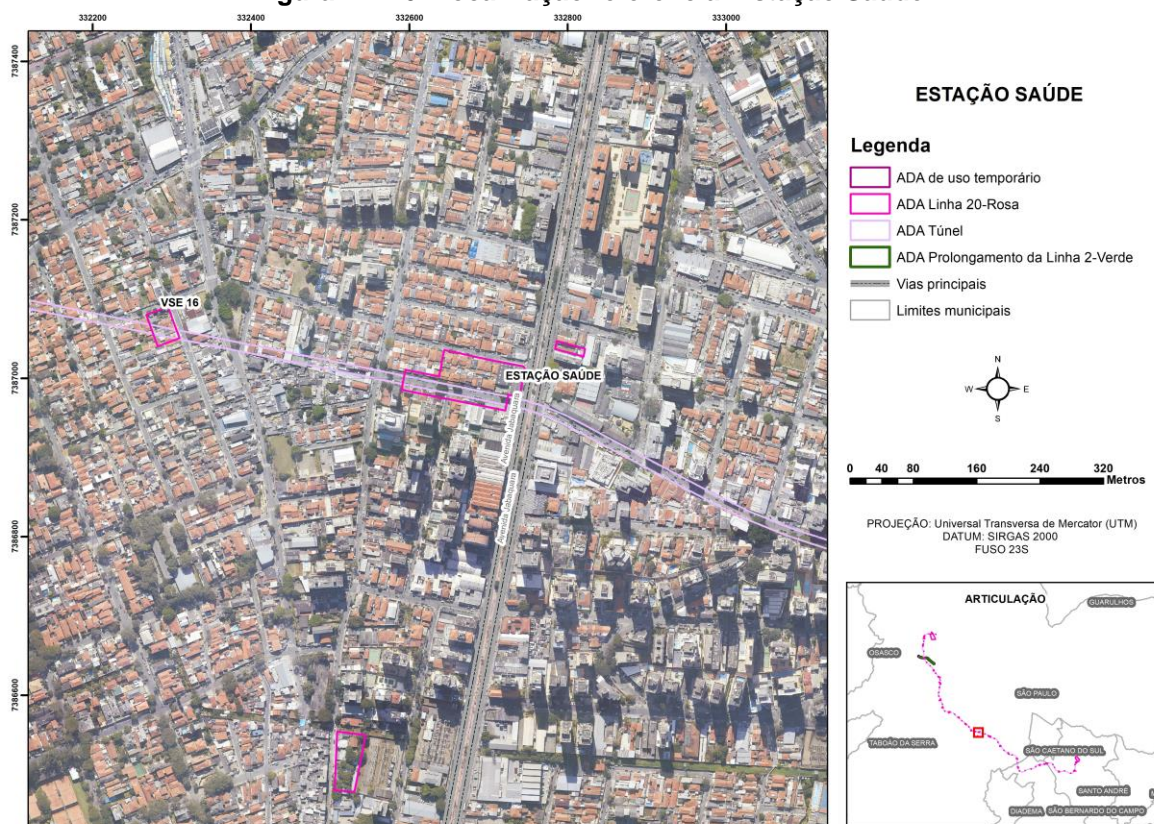 332200 332400 332600 332800 333000
7387400
7387200
7387000
7386800
7386600
VSE 16
ESTAÇÃO SAÚDE
Avenida Jabaquara
Avenida Jabaquara
ESTAÇÃO SAÚDE
Legenda
ADA de uso temporário
ADA Linha 20-Rosa
ADA Túnel
ADA Prolongamento da Linha 2-Verde
Vias principais
Limites municipais
N
W E
S
0 40 80 160 240 320
Metros
PROJEÇÃO: Universal Transversa de Mercator (UTM)
DATUM: SIRGAS 2000
FUSO 23S
ARTICULAÇÃO
GUARULHOS
OSASCO
SÃO PAULO
TABOÃO DA SERRA
SÃO CAETANO DO SUL
SANTO ANDRÉ
DIADEMA
SÃO BERNARDO DO CAMPO